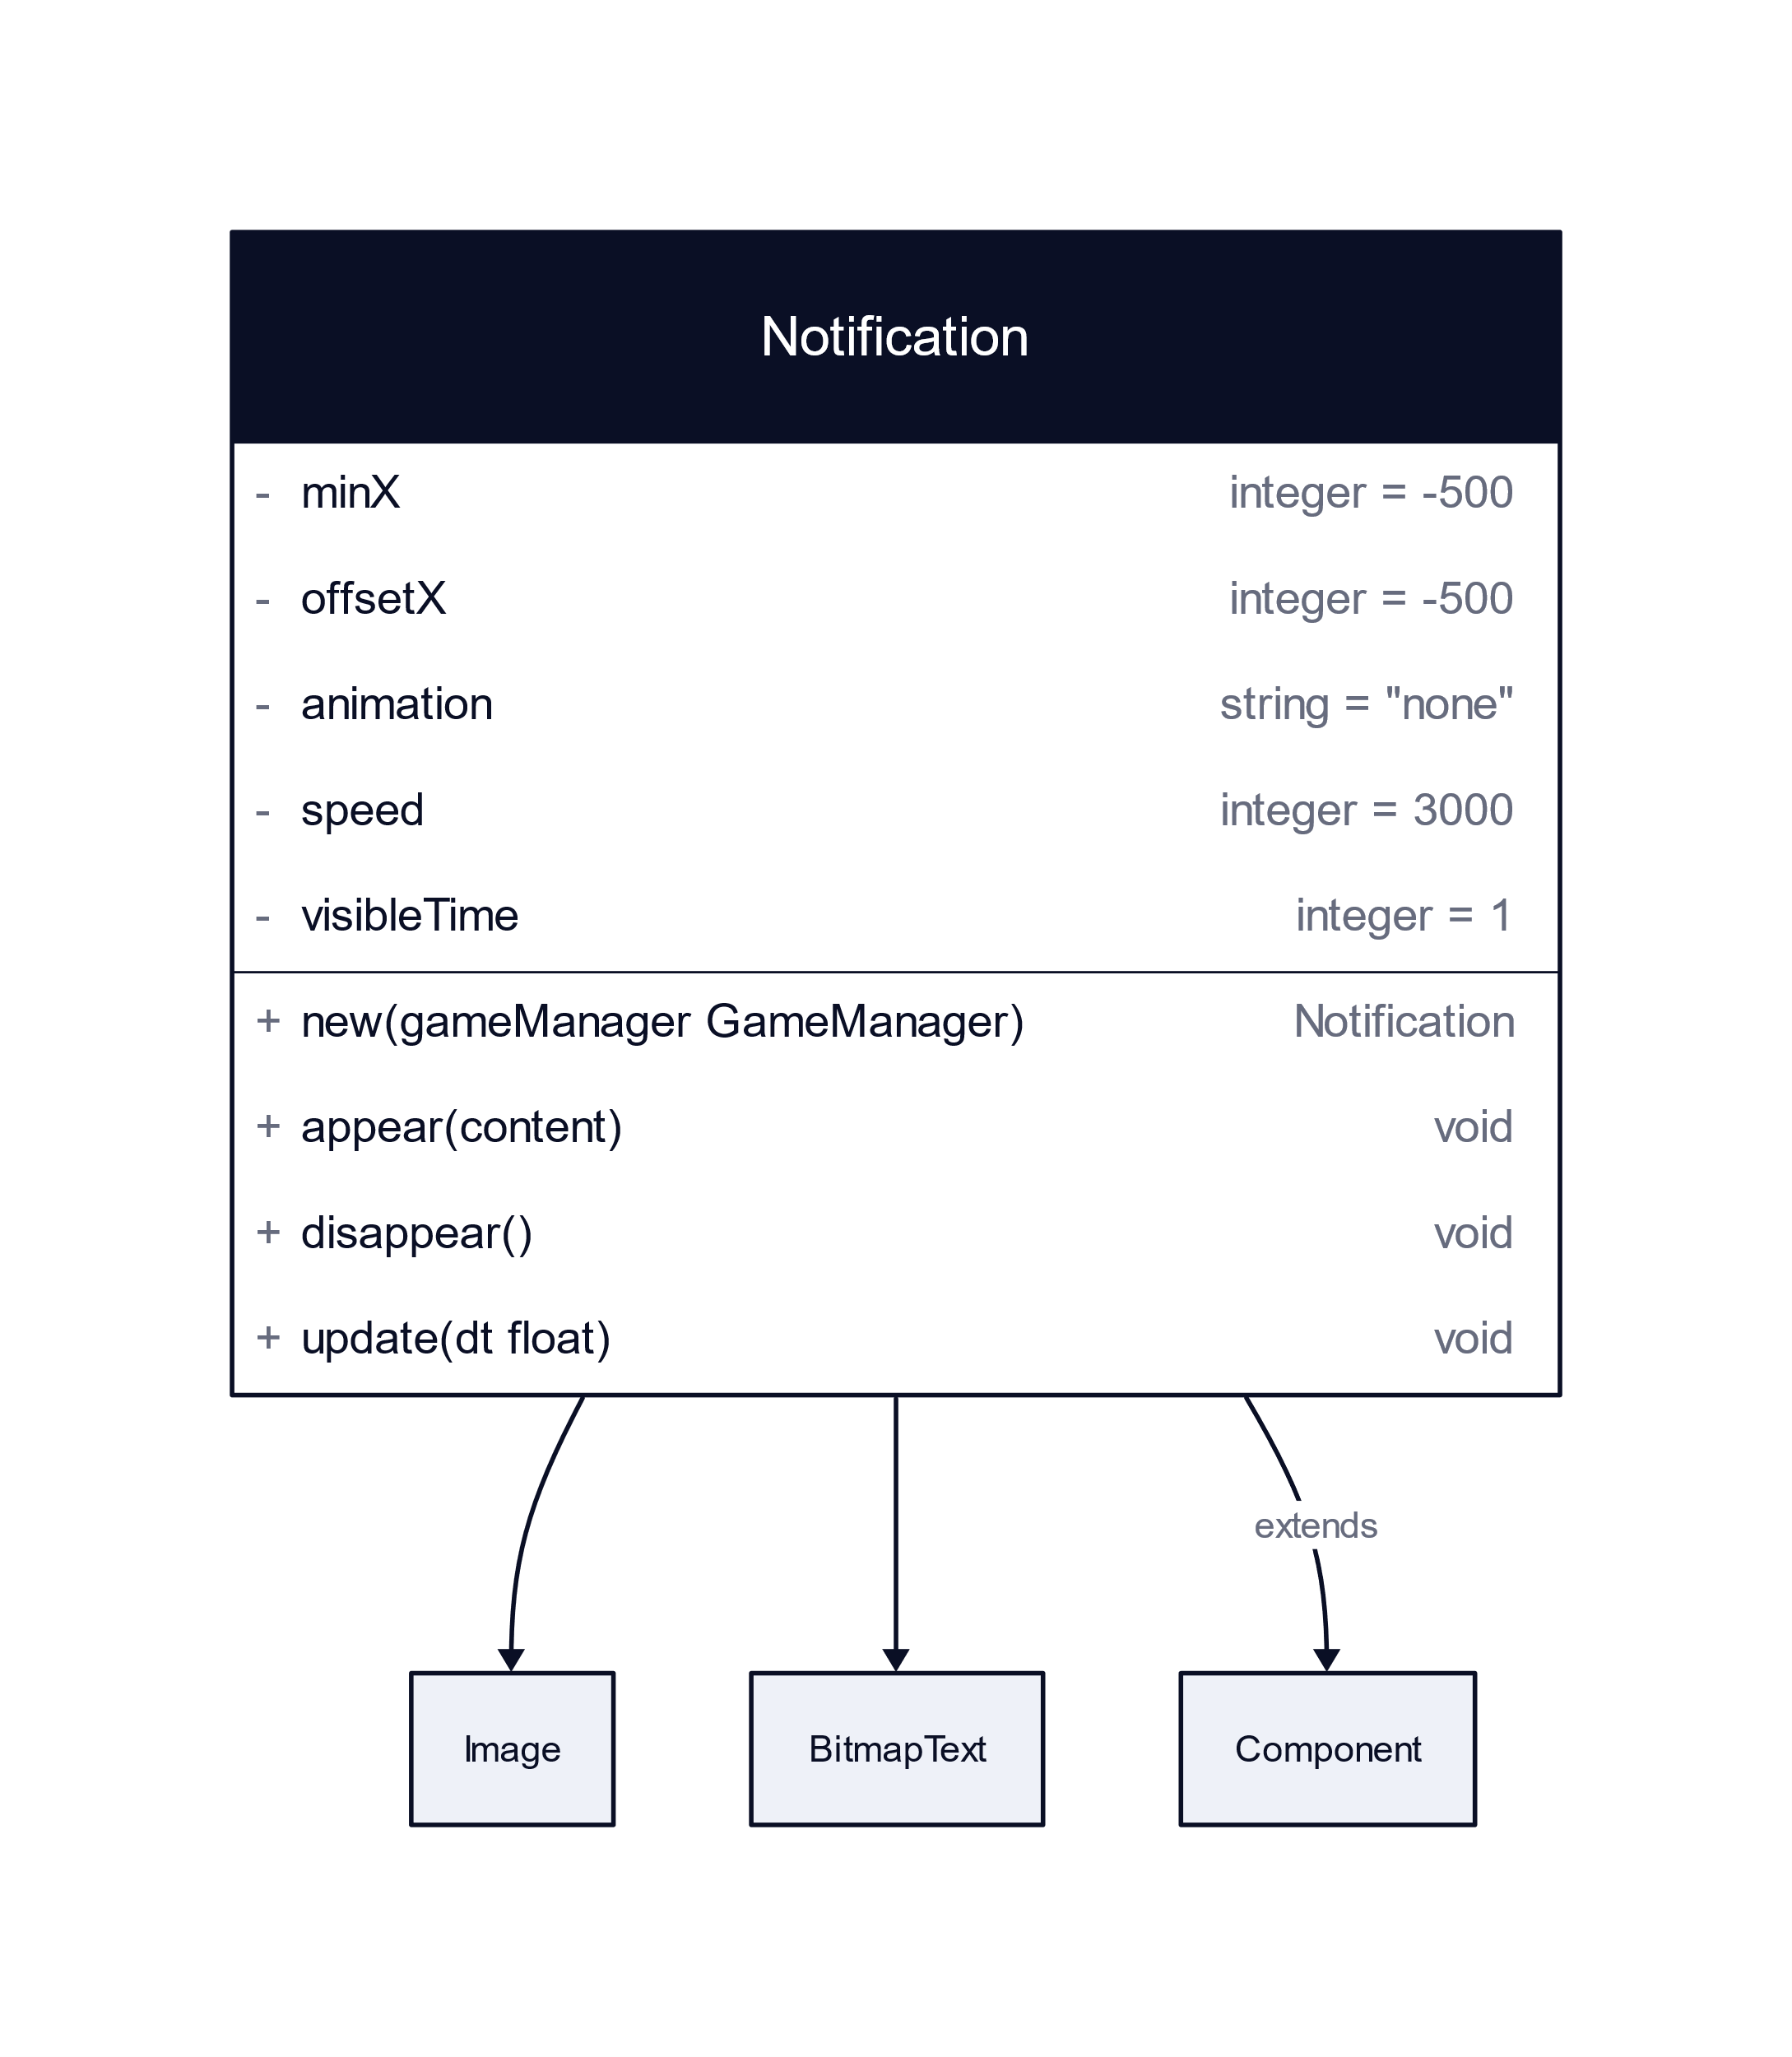 Notification
- minX integer = -500
- offsetX integer = -500
- animation string = "none"
- speed integer = 3000
- visibleTime integer = 1
+ new(gameManager GameManager) Notification
+ appear(content) void
+ disappear() void
+ update(dt float) void
extends
Image BitmapText Component